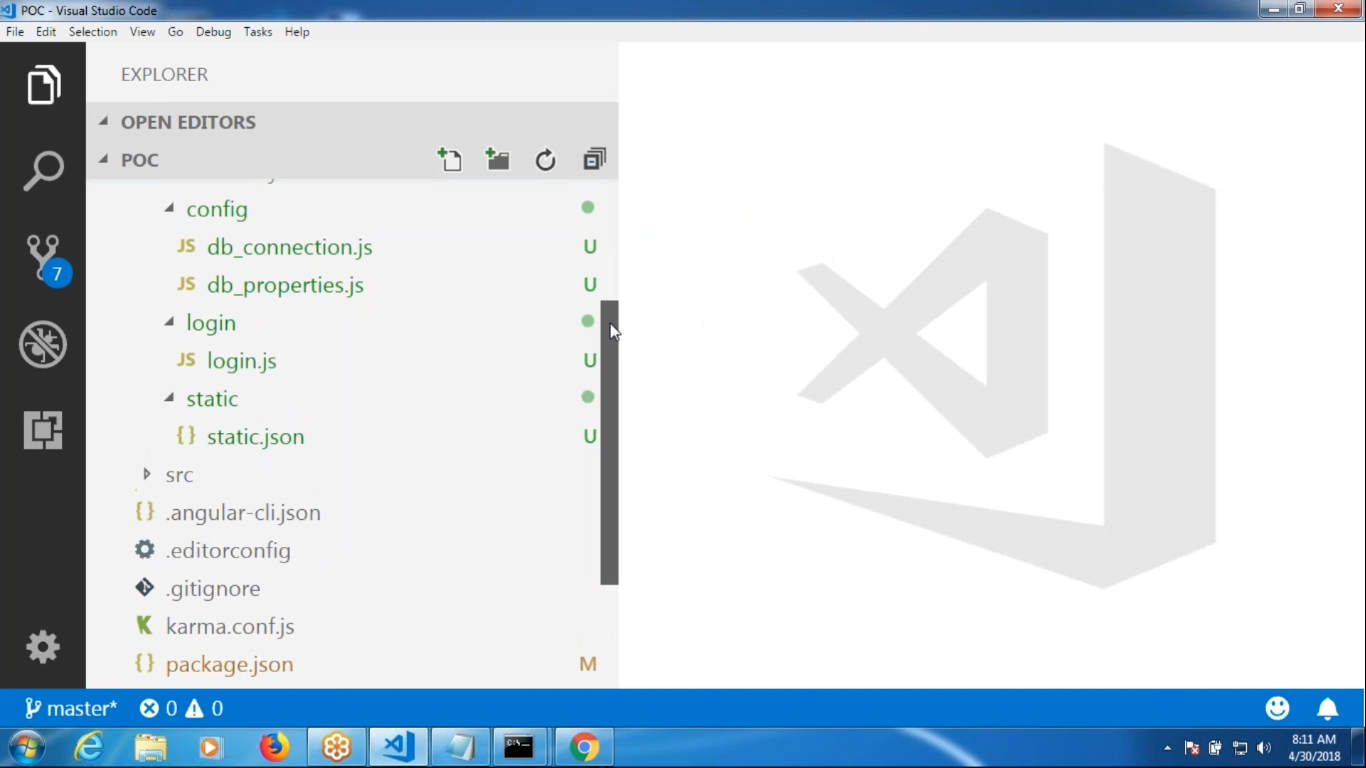 POC - Visual Studio Code
File Edit Selection View Go Debug Tasks Help
EXPLORER
OPEN EDITORS
POC
config
JS db_connection.js U
JS db_properties.js U
login
JS login.js U
static
{ } static.json U
src
{ } .angular-cli.json
.editorconfig
.gitignore
K karma.conf.js
{ } package.json M
7
master* 0 0
C:\_
8:11 AM
4/30/2018